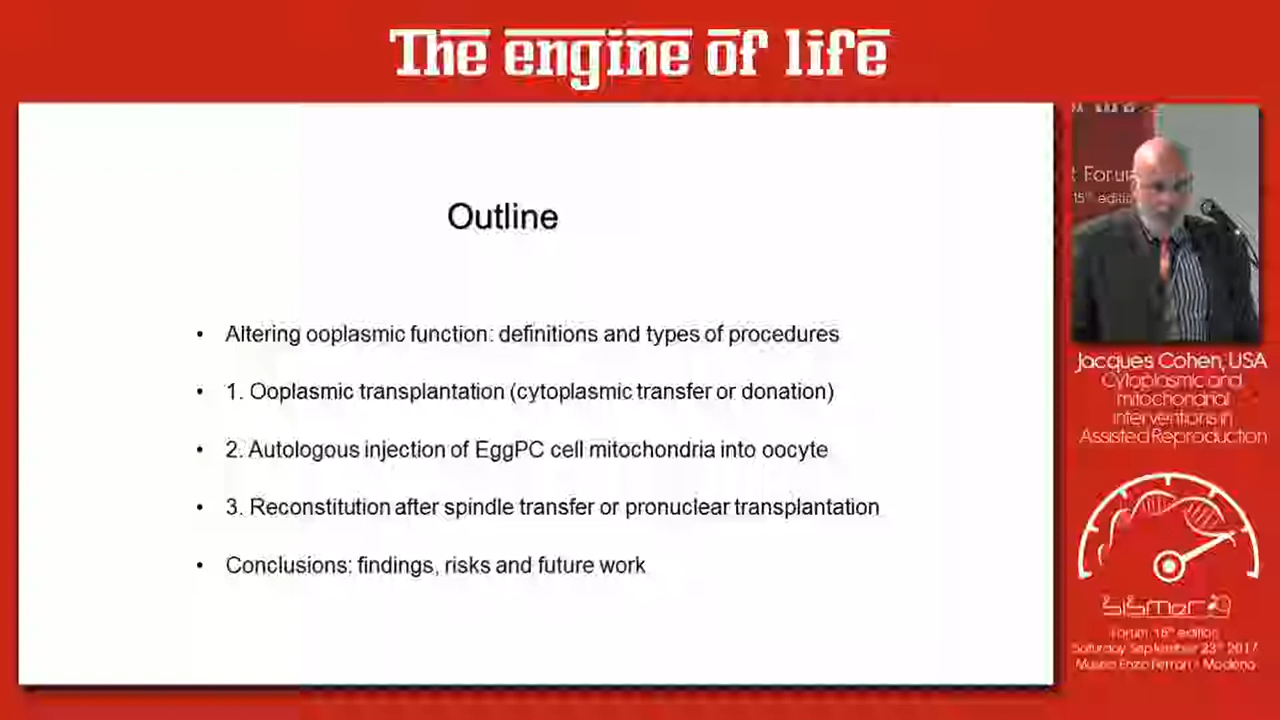 The engine of life
Outline
• Altering ooplasmic function: definitions and types of procedures
• 1. Ooplasmic transplantation (cytoplasmic transfer or donation)
• 2. Autologous injection of EggPC cell mitochondria into oocyte
• 3. Reconstitution after spindle transfer or pronuclear transplantation
• Conclusions: findings, risks and future work
Forum
15th editio
Jacques Cohen, USA
Cytoplasmic and
mitochondrial
interventions in
Assisted Reproduction
sismer
Forum 15th edition
Saturday September 23rd 2017
Museo Enzo Ferrari - Modena